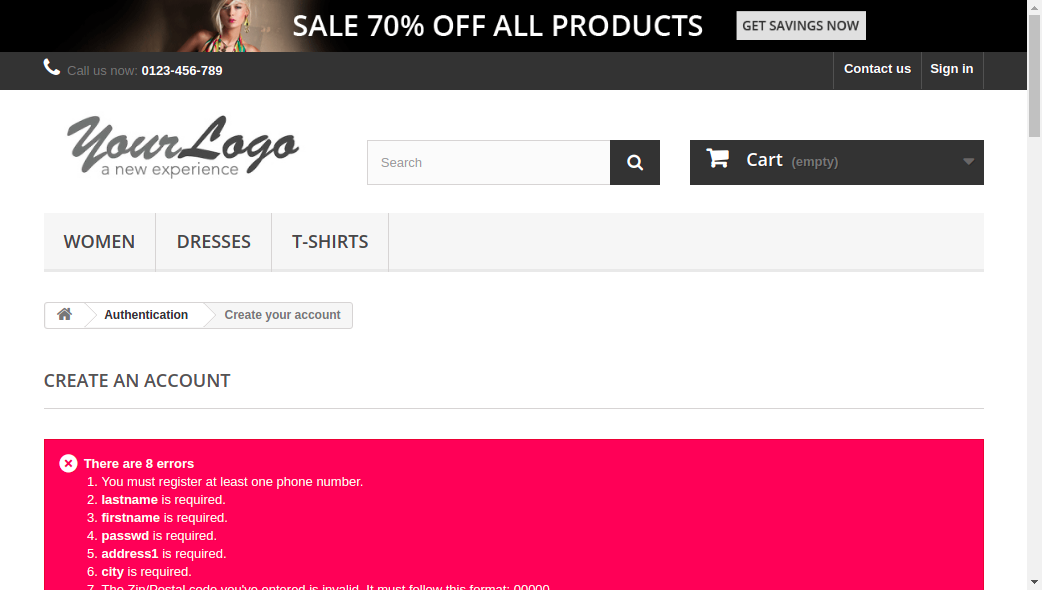 SALE 70% OFF ALL PRODUCTS GET SAVINGS NOW
Call us now: 0123-456-789 Contact us Sign in
YourLogo
a new experience
Search
Cart (empty)
WOMEN DRESSES T-SHIRTS
Authentication Create your account
CREATE AN ACCOUNT
There are 8 errors
1. You must register at least one phone number.
2. lastname is required.
3. firstname is required.
4. passwd is required.
5. address1 is required.
6. city is required.
7. The Zip/Postal code you've entered is invalid. It must follow this format: 00000